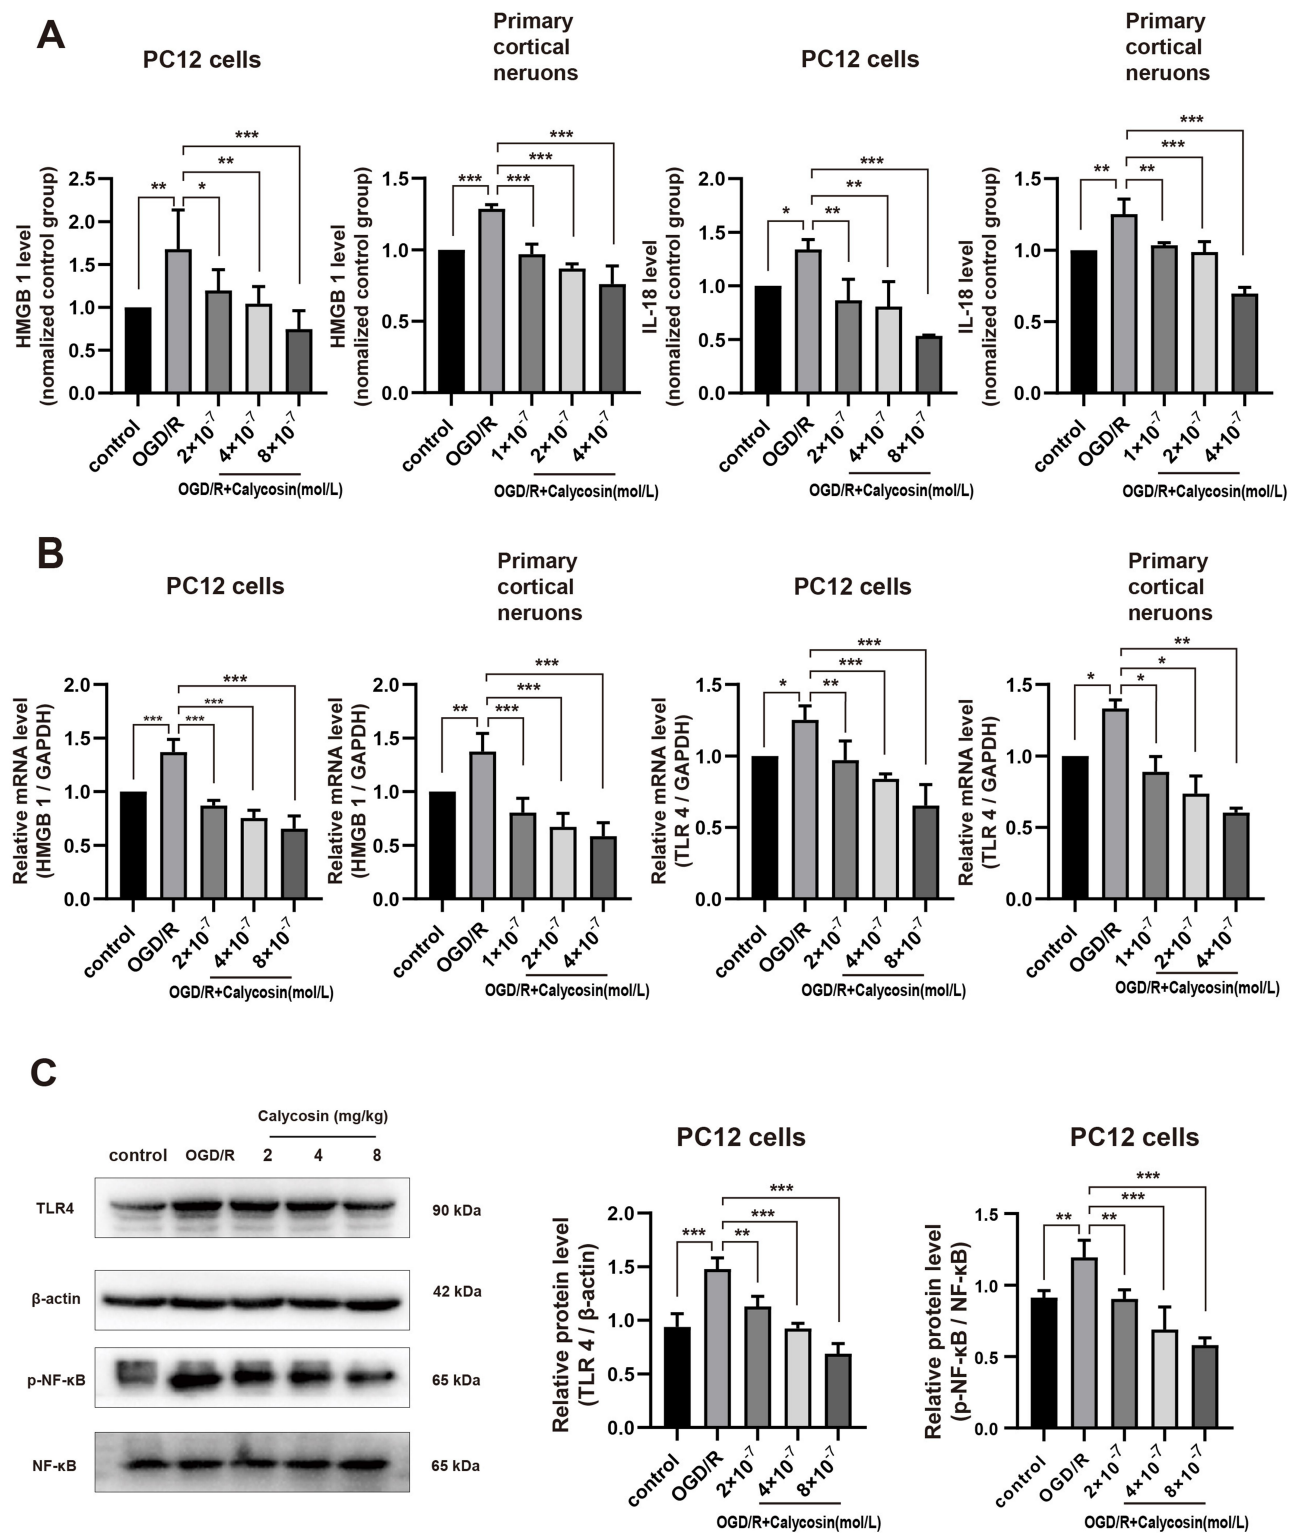 A
PC12 cells
Primary
cortical
neruons
PC12 cells
Primary
cortical
neruons
HMGB 1 level
(nomalized control group)
2.5
2.0
1.5
1.0
0.5
0.0
**
*
**
***
control
OGD/R
2×10-7
4×10-7
8×10-7
OGD/R+Calycosin(mol/L)
HMGB 1 level
(nomalized control group)
1.5
1.0
0.5
0.0
***
***
***
***
control
OGD/R
1×10-7
2×10-7
4×10-7
OGD/R+Calycosin(mol/L)
IL-18 level
(nomalized control group)
2.0
1.5
1.0
0.5
0.0
*
**
**
***
control
OGD/R
2×10-7
4×10-7
8×10-7
OGD/R+Calycosin(mol/L)
IL-18 level
(nomalized control group)
1.5
1.0
0.5
0.0
**
**
***
***
control
OGD/R
1×10-7
2×10-7
4×10-7
OGD/R+Calycosin(mol/L)
B
PC12 cells
Primary
cortical
neruons
PC12 cells
Primary
cortical
neruons
Relative mRNA level
(HMGB 1 / GAPDH)
2.0
1.5
1.0
0.5
0.0
***
***
***
***
control
OGD/R
2×10-7
4×10-7
8×10-7
OGD/R+Calycosin(mol/L)
Relative mRNA level
(HMGB 1 / GAPDH)
2.0
1.5
1.0
0.5
0.0
**
***
***
***
control
OGD/R
1×10-7
2×10-7
4×10-7
OGD/R+Calycosin(mol/L)
Relative mRNA level
(TLR 4 / GAPDH)
1.5
1.0
0.5
0.0
*
**
***
***
control
OGD/R
2×10-7
4×10-7
8×10-7
OGD/R+Calycosin(mol/L)
Relative mRNA level
(TLR 4 / GAPDH)
1.5
1.0
0.5
0.0
*
*
*
**
control
OGD/R
1×10-7
2×10-7
4×10-7
OGD/R+Calycosin(mol/L)
C
Calycosin (mg/kg)
control OGD/R 2 4 8
TLR4 90 kDa
β-actin 42 kDa
p-NF-κB 65 kDa
NF-κB 65 kDa
PC12 cells
Relative protein level
(TLR 4 / β-actin)
2.0
1.5
1.0
0.5
0.0
***
**
***
***
control
OGD/R
2×10-7
4×10-7
8×10-7
OGD/R+Calycosin(mol/L)
PC12 cells
Relative protein level
(p-NF-κB / NF-κB)
1.5
1.0
0.5
0.0
**
**
***
***
control
OGD/R
2×10-7
4×10-7
8×10-7
OGD/R+Calycosin(mol/L)